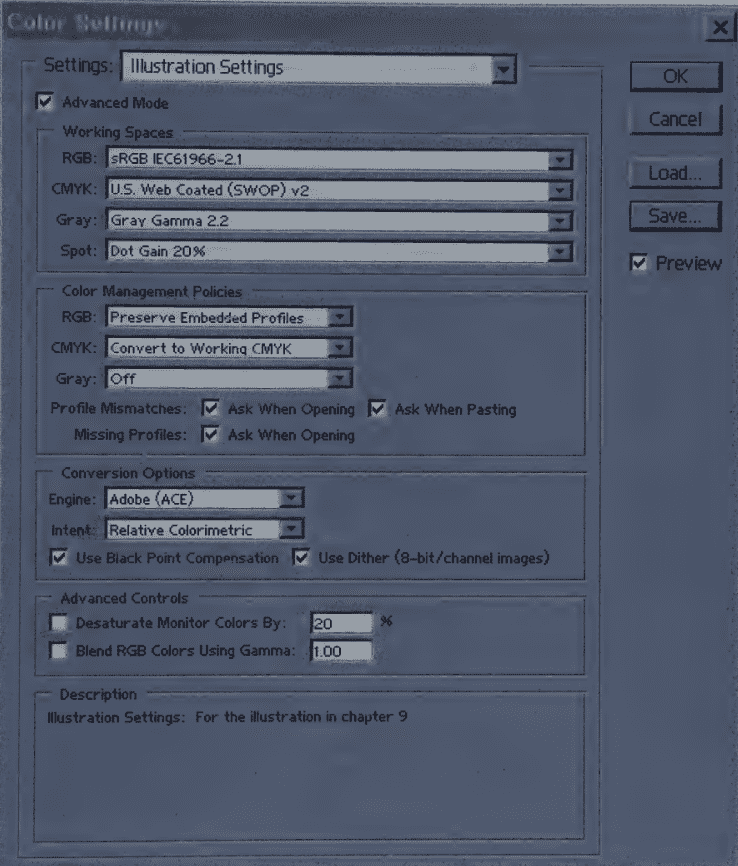 Color Settings
Settings: Illustration Settings
OK
Advanced Mode
Cancel
Working Spaces
RGB: sRGB IEC61966-2.1
Load...
CMYK: U.S. Web Coated (SWOP) v2
Gray: Gray Gamma 2.2
Save...
Spot: Dot Gain 20%
Preview
Color Management Policies
RGB: Preserve Embedded Profiles
CMYK: Convert to Working CMYK
Gray: Off
Profile Mismatches: Ask When Opening Ask When Pasting
Missing Profiles: Ask When Opening
Conversion Options
Engine: Adobe (ACE)
Intent: Relative Colorimetric
Use Black Point Compensation Use Dither (8-bit/channel images)
Advanced Controls
Desaturate Monitor Colors By: 20 %
Blend RGB Colors Using Gamma: 1.00
Description
Illustration Settings: For the illustration in chapter 9